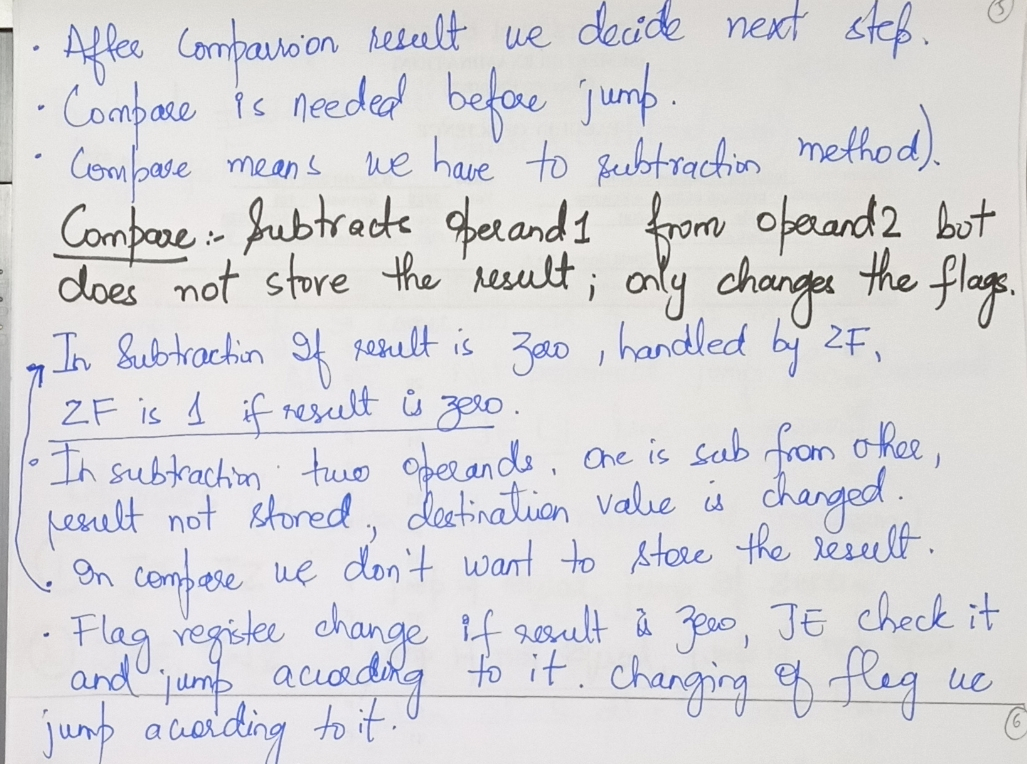 5
· After Comparsion result we decide next step.
· Compare is needed before jump.
· Compare means we have to subtraction method).
Compare :- Subtracts Operand1 from Operand2 but
does not store the result; only changes the flags.
In Subtraction If result is zero, handled by ZF,
ZF is 1 if result is zero.
· In subtraction two operands, one is sub from other,
result not stored, destination value is changed.
· In compare we don't want to store the result.
· Flag register change if result is zero, JE check it
and jump according to it. Changing of flag we
jump according to it.
6